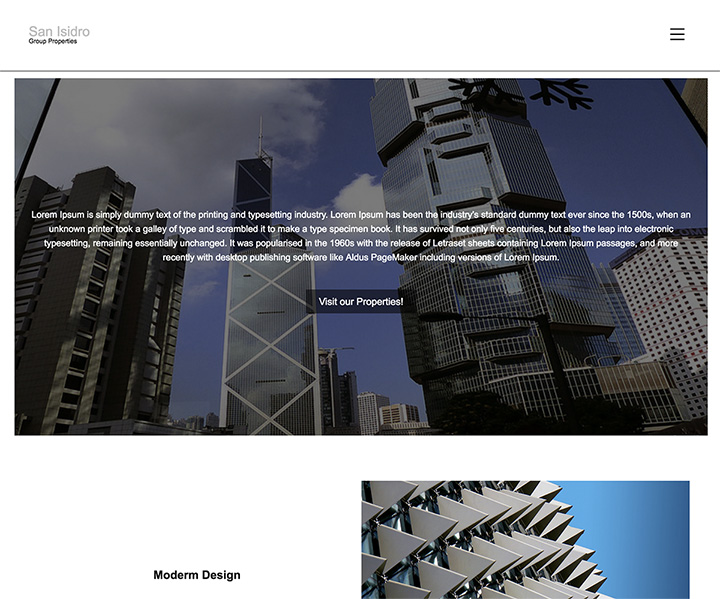 San Isidro
Group Properties
Lorem Ipsum is simply dummy text of the printing and typesetting industry. Lorem Ipsum has been the industry's standard dummy text ever since the 1500s, when an
unknown printer took a galley of type and scrambled it to make a type specimen book. It has survived not only five centuries, but also the leap into electronic
typesetting, remaining essentially unchanged. It was popularised in the 1960s with the release of Letraset sheets containing Lorem Ipsum passages, and more
recently with desktop publishing software like Aldus PageMaker including versions of Lorem Ipsum.
Visit our Properties!
Moderm Design